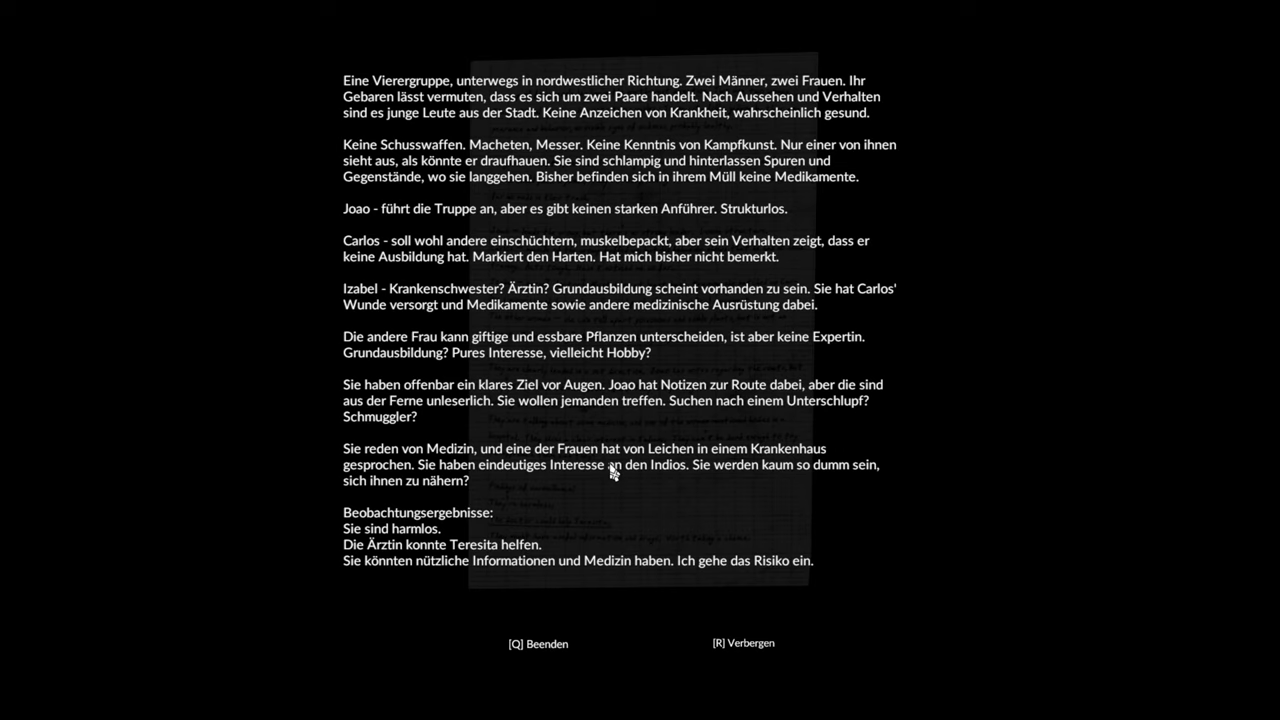 Eine Vierergruppe, unterwegs in nordwestlicher Richtung. Zwei Männer, zwei Frauen. Ihr
Gebaren lässt vermuten, dass es sich um zwei Paare handelt. Nach Aussehen und Verhalten
sind es junge Leute aus der Stadt. Keine Anzeichen von Krankheit, wahrscheinlich gesund.
Keine Schusswaffen. Macheten, Messer. Keine Kenntnis von Kampfkunst. Nur einer von ihnen
sieht aus, als könnte er draufhauen. Sie sind schlampig und hinterlassen Spuren und
Gegenstände, wo sie langgehen. Bisher befinden sich in ihrem Müll keine Medikamente.
Joao - führt die Truppe an, aber es gibt keinen starken Anführer. Strukturlos.
Carlos - soll wohl andere einschüchtern, muskelbepackt, aber sein Verhalten zeigt, dass er
keine Ausbildung hat. Markiert den Harten. Hat mich bisher nicht bemerkt.
Izabel - Krankenschwester? Ärztin? Grundausbildung scheint vorhanden zu sein. Sie hat Carlos'
Wunde versorgt und Medikamente sowie andere medizinische Ausrüstung dabei.
Die andere Frau kann giftige und essbare Pflanzen unterscheiden, ist aber keine Expertin.
Grundausbildung? Pures Interesse, vielleicht Hobby?
Sie haben offenbar ein klares Ziel vor Augen. Joao hat Notizen zur Route dabei, aber die sind
aus der Ferne unleserlich. Sie wollen jemanden treffen. Suchen nach einem Unterschlupf?
Schmuggler?
Sie reden von Medizin, und eine der Frauen hat von Leichen in einem Krankenhaus
gesprochen. Sie haben eindeutiges Interesse an den Indios. Sie werden kaum so dumm sein,
sich ihnen zu nähern?
Beobachtungsergebnisse:
Sie sind harmlos.
Die Ärztin konnte Teresita helfen.
Sie könnten nützliche Informationen und Medizin haben. Ich gehe das Risiko ein.
[Q] Beenden
[R] Verbergen